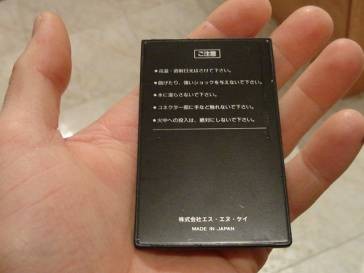 ご注意
●高温・直射日光はさけて下さい。
●曲げたり、強いショックを与えないで下さい。
●水に濡らさないで下さい。
●コネクター部に手など触れないで下さい。
●火中への投入は、絶対にしないで下さい。
株式会社エス・エヌ・ケイ
MADE IN JAPAN